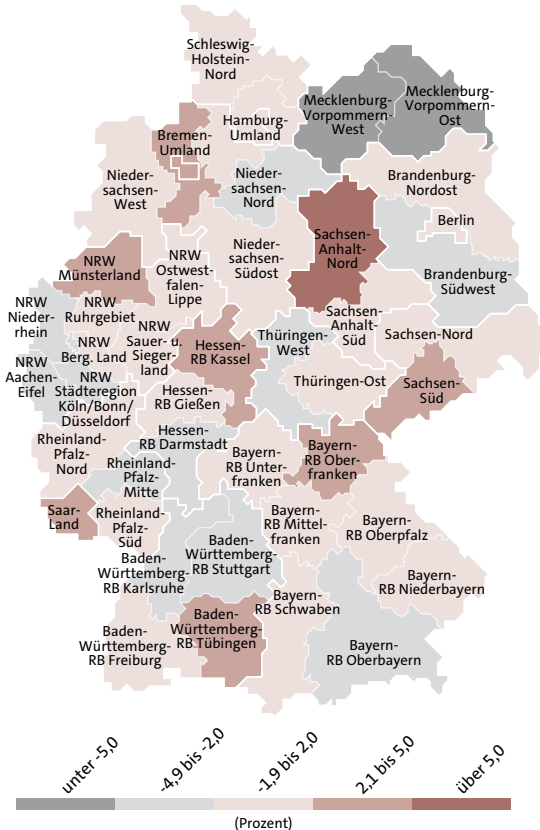 Schleswig-
Holstein-
Nord
Mecklenburg-
Vorpommern-
West
Mecklenburg-
Vorpommern-
Ost
Hamburg-
Umland
Bremen-
Umland
Nieder-
sachsen-
West
Nieder-
sachsen-
Nord
Brandenburg-
Nordost
Berlin
Sachsen-
Anhalt-
Nord
Nieder-
sachsen-
Südost
NRW
Münsterland
NRW
Ostwest-
falen-
Lippe
Brandenburg-
Südwest
NRW
Nieder-
rhein
NRW
Ruhrgebiet
NRW
Sauer- u.
Sieger-
land
NRW
Berg. Land
Hessen-
RB Kassel
Thüringen-
West
Sachsen-
Anhalt-
Süd
Sachsen-Nord
NRW
Aachen-
Eifel
NRW
Städteregion
Köln/Bonn/
Düsseldorf
Hessen-
RB Gießen
Thüringen-Ost
Sachsen-
Süd
Rheinland-
Pfalz-
Nord
Hessen-
RB Darmstadt
Rheinland-
Pfalz-
Mitte
Bayern-
RB Unter-
franken
Bayern-
RB Ober-
franken
Saar-
Land
Rheinland-
Pfalz-
Süd
Bayern-
RB Mittel-
franken
Bayern-
RB Oberpfalz
Baden-
Württemberg-
RB Stuttgart
Baden-
Württemberg-
RB Karlsruhe
Bayern-
RB Niederbayern
Bayern-
RB Schwaben
Baden-
Württemberg-
RB Tübingen
Baden-
Württemberg-
RB Freiburg
Bayern-
RB Oberbayern
unter -5,0
-4,9 bis -2,0
-1,9 bis 2,0
2,1 bis 5,0
über 5,0
(Prozent)